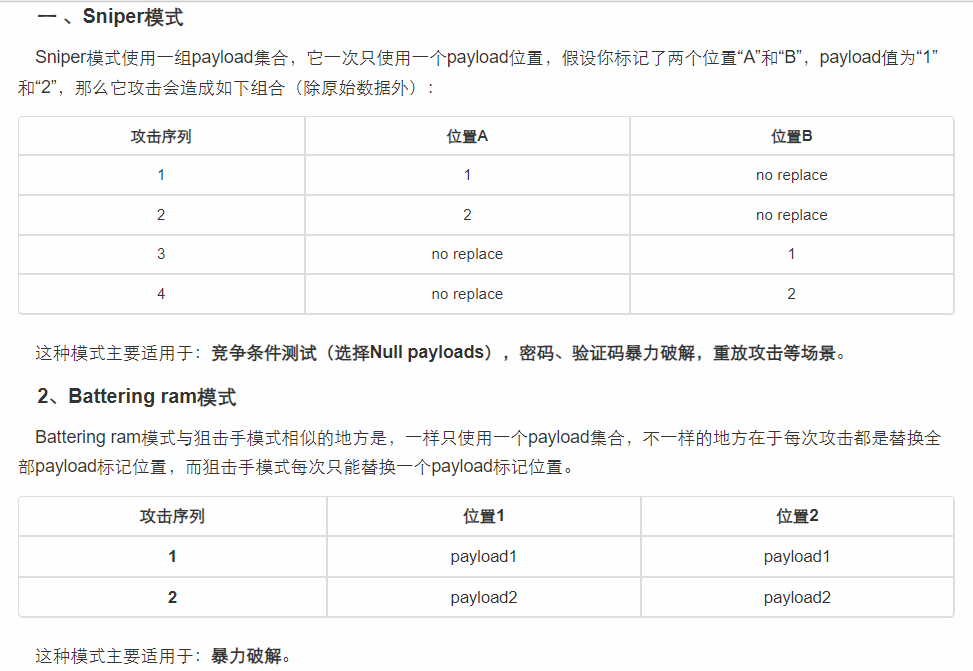 一 、Sniper模式
Sniper模式使用一组payload集合，它一次只使用一个payload位置，假设你标记了两个位置“A”和“B”，payload值为“1”
和“2”，那么它攻击会造成如下组合（除原始数据外）：
攻击序列 位置A 位置B
1 1 no replace
2 2 no replace
3 no replace 1
4 no replace 2
这种模式主要适用于：竞争条件测试（选择Null payloads），密码、验证码暴力破解，重放攻击等场景。
2、Battering ram模式
Battering ram模式与狙击手模式相似的地方是，一样只使用一个payload集合，不一样的地方在于每次攻击都是替换全
部payload标记位置，而狙击手模式每次只能替换一个payload标记位置。
攻击序列 位置1 位置2
1 payload1 payload1
2 payload2 payload2
这种模式主要适用于：暴力破解。